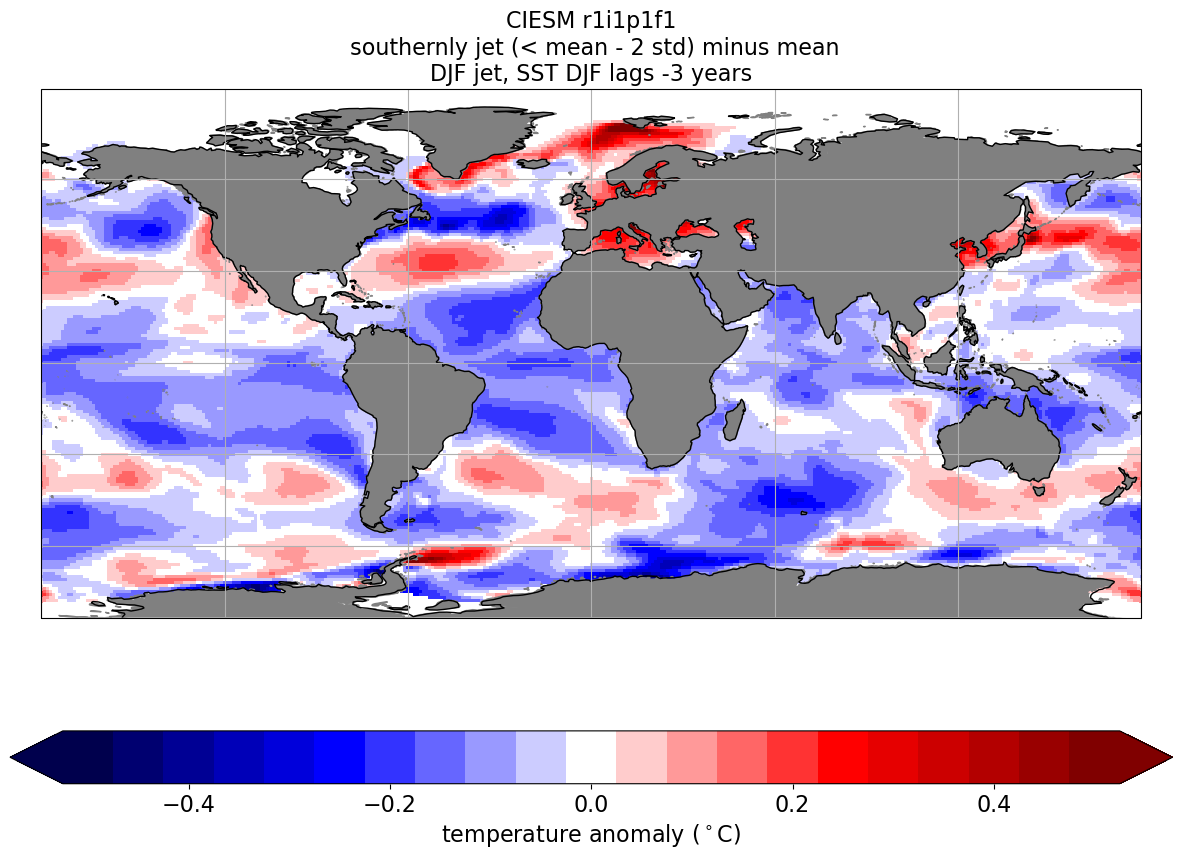 CIESM r1i1p1f1
southernly jet (< mean - 2 std) minus mean
DJF jet, SST DJF lags -3 years
−0.4 −0.2 0.0 0.2 0.4
temperature anomaly (°C)